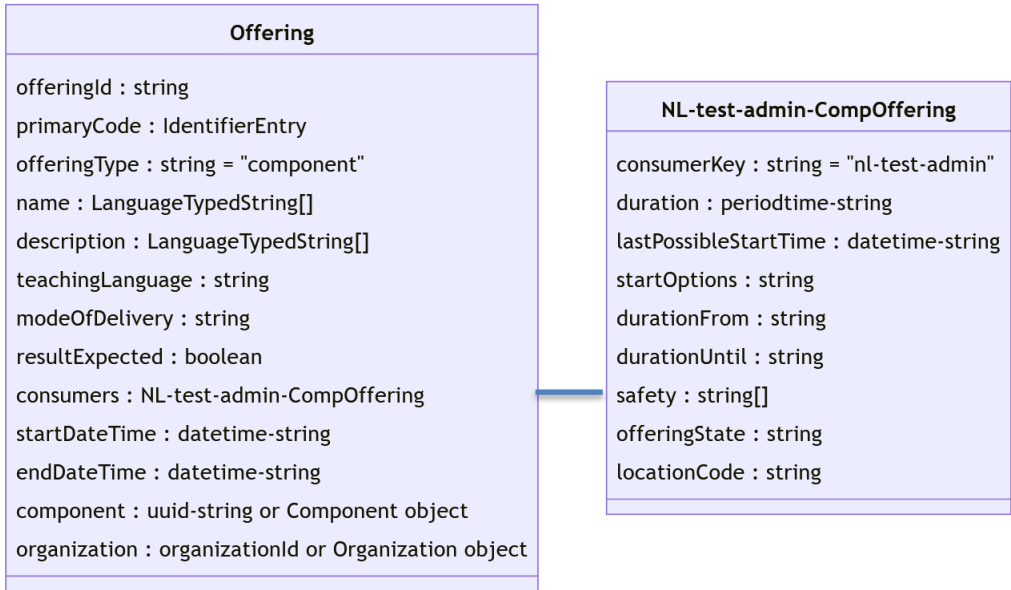 Offering
offeringId : string
primaryCode : IdentifierEntry
offeringType : string = "component"
name : LanguageTypedString[]
description : LanguageTypedString[]
teachingLanguage : string
modeOfDelivery : string
resultExpected : boolean
consumers : NL-test-admin-CompOffering
startDateTime : datetime-string
endDateTime : datetime-string
component : uuid-string or Component object
organization : organizationId or Organization object
NL-test-admin-CompOffering
consumerKey : string = "nl-test-admin"
duration : periodtime-string
lastPossibleStartTime : datetime-string
startOptions : string
durationFrom : string
durationUntil : string
safety : string[]
offeringState : string
locationCode : string